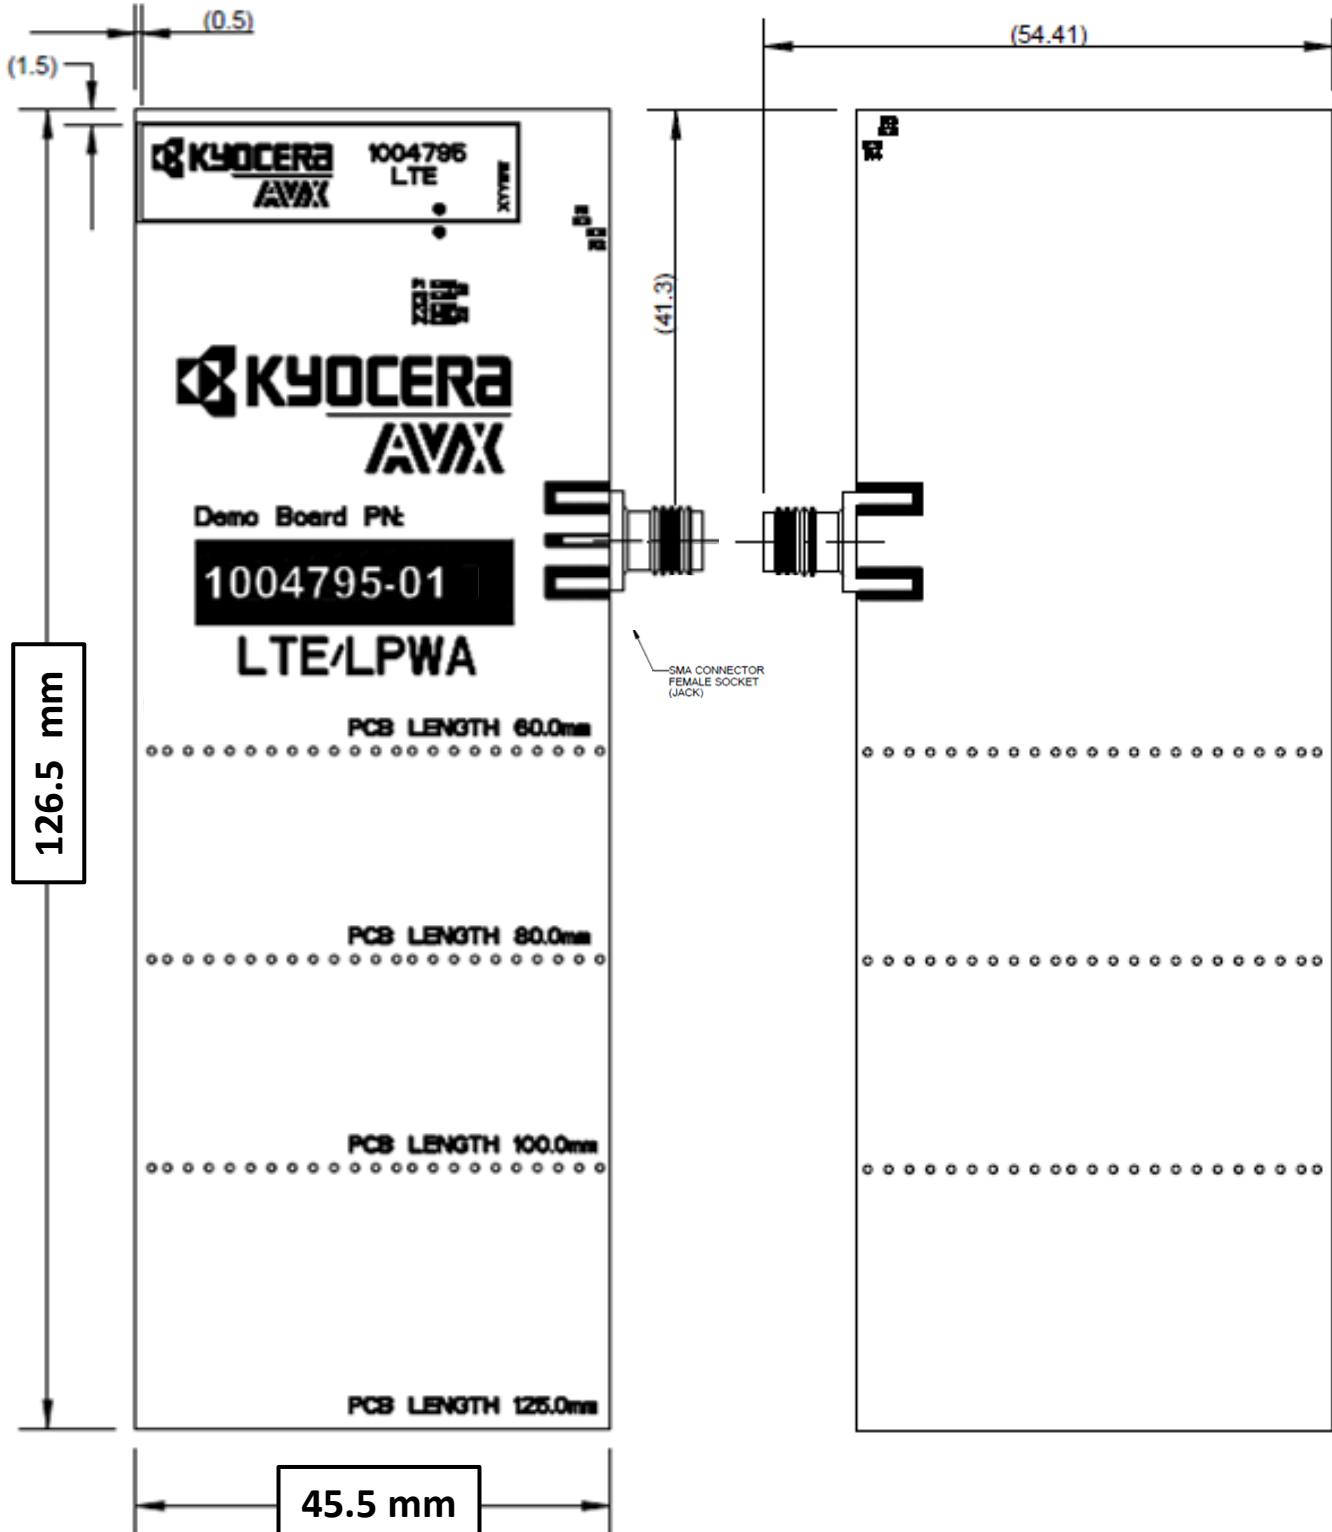 (0.5)
(54.41)
(1.5)
KYOCERA
AVX
1004795
LTE
XYYWW
(41.3)
KYOCERA
AVX
Demo Board PN:
1004795-01
LTE/LPWA
SMA CONNECTOR
FEMALE SOCKET
(JACK)
126.5 mm
PCB LENGTH 60.0mm
PCB LENGTH 80.0mm
PCB LENGTH 100.0mm
PCB LENGTH 125.0mm
45.5 mm